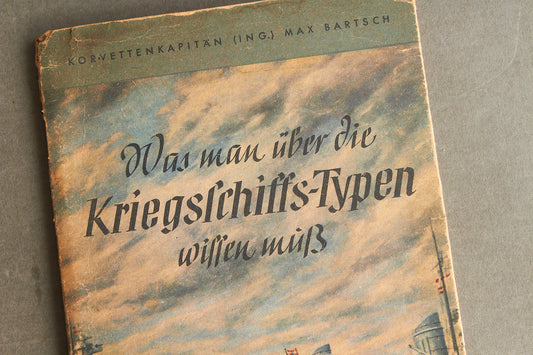 KORVETTENKAPITÄN (ING.) MAX BARTSCH
Was man über die
Kriegsſchiffs-Typen
wiſſen muß